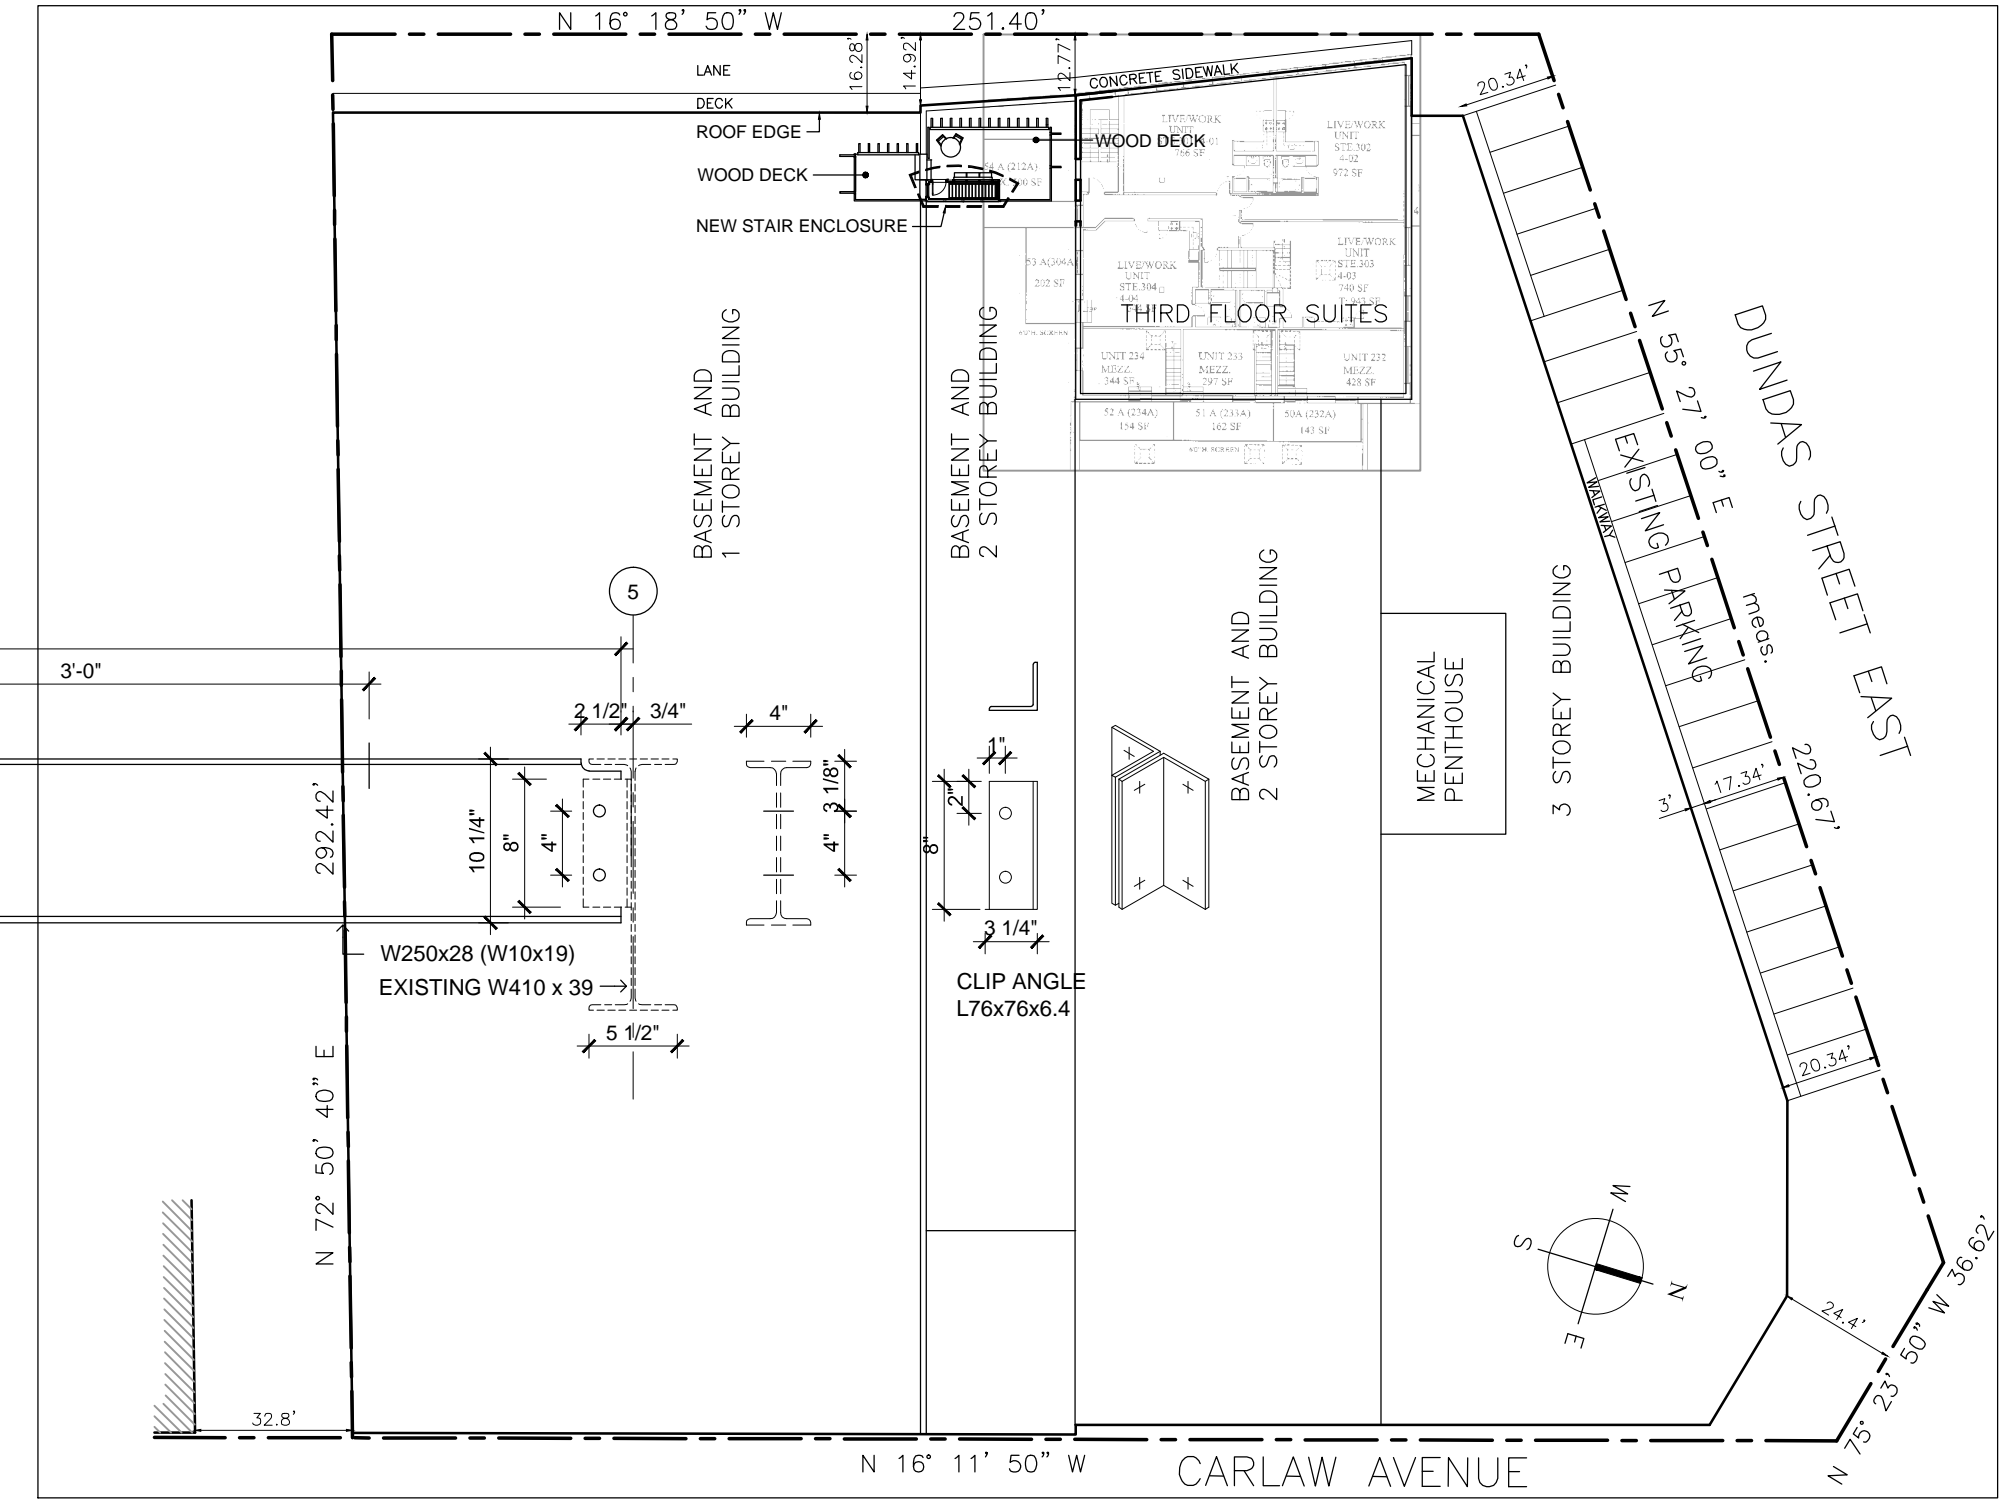 N 16° 18' 50" W
251.40'
16.28'
14.92'
12.77'
LANE
DECK
ROOF EDGE
CONCRETE SIDEWALK
20.34'
WOOD DECK
WOOD DECK
NEW STAIR ENCLOSURE
LIVE/WORK
UNIT
766 SF
LIVE/WORK
UNIT
STE.302
4-02
972 SF
54 A (212A)
53 A(304A)
202 SF
LIVE/WORK
UNIT
STE.304
4-04
LIVE/WORK
UNIT
STE.303
4-03
740 SF
THIRD FLOOR SUITES
UNIT 234
MEZZ.
344 SF
UNIT 233
MEZZ.
297 SF
UNIT 232
MEZZ.
428 SF
52 A (234A)
154 SF
51 A (233A)
162 SF
50A (232A)
143 SF
BASEMENT AND
1 STOREY BUILDING
BASEMENT AND
2 STOREY BUILDING
BASEMENT AND
2 STOREY BUILDING
MECHANICAL
PENTHOUSE
3 STOREY BUILDING
WALKWAY
EXISTING PARKING
N 55° 27' 00" E
meas.
220.67'
DUNDAS STREET EAST
17.34'
3'
20.34'
5
3'-0"
2 1/2"
3/4"
4"
10 1/4"
8"
4"
3 1/8"
4"
1"
2"
8"
3 1/4"
W250x28 (W10x19)
EXISTING W410 x 39
5 1/2"
CLIP ANGLE
L76x76x6.4
292.42'
N 72° 50' 40" E
W
S
N
E
24.4'
36.62'
N 75° 23' 50" W
32.8'
N 16° 11' 50" W
CARLAW AVENUE